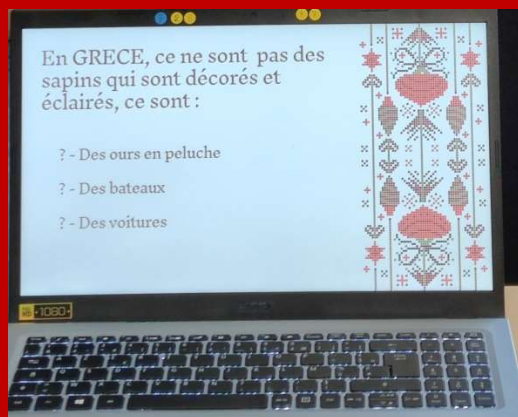 En GRECE, ce ne sont pas des
sapins qui sont décorés et
éclairés, ce sont :
? - Des ours en peluche
? - Des bateaux
? - Des voitures
1080